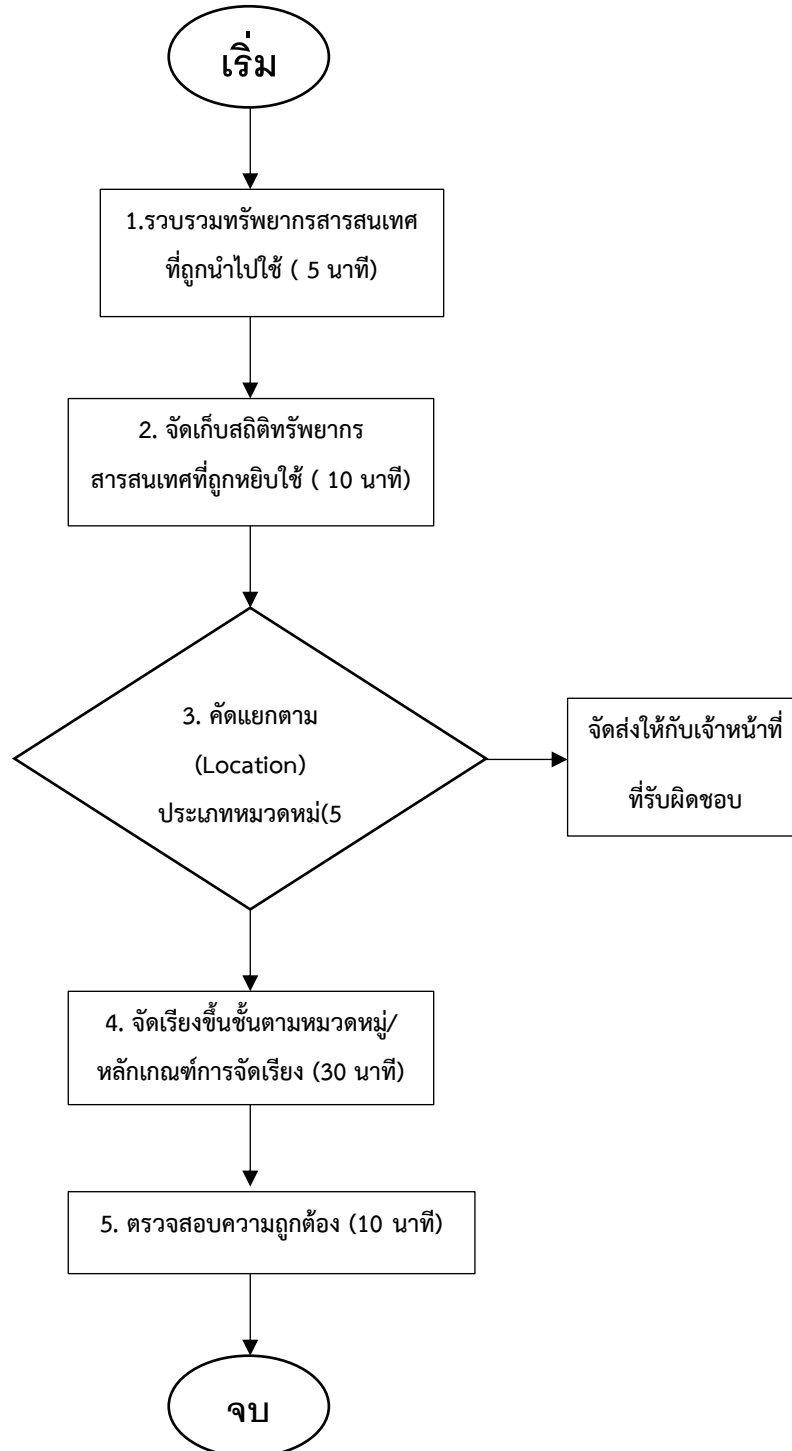 เริ่ม
1.รวบรวมทรัพยากรสารสนเทศ
ที่ถูกนำไปใช้ ( 5 นาที)
2. จัดเก็บสถิติทรัพยากร
สารสนเทศที่ถูกหยิบใช้ ( 10 นาที)
3. คัดแยกตาม
(Location)
ประเภทหมวดหมู่(5
จัดส่งให้กับเจ้าหน้าที่
ที่รับผิดชอบ
4. จัดเรียงขึ้นชั้นตามหมวดหมู่/
หลักเกณฑ์การจัดเรียง (30 นาที)
5. ตรวจสอบความถูกต้อง (10 นาที)
จบ